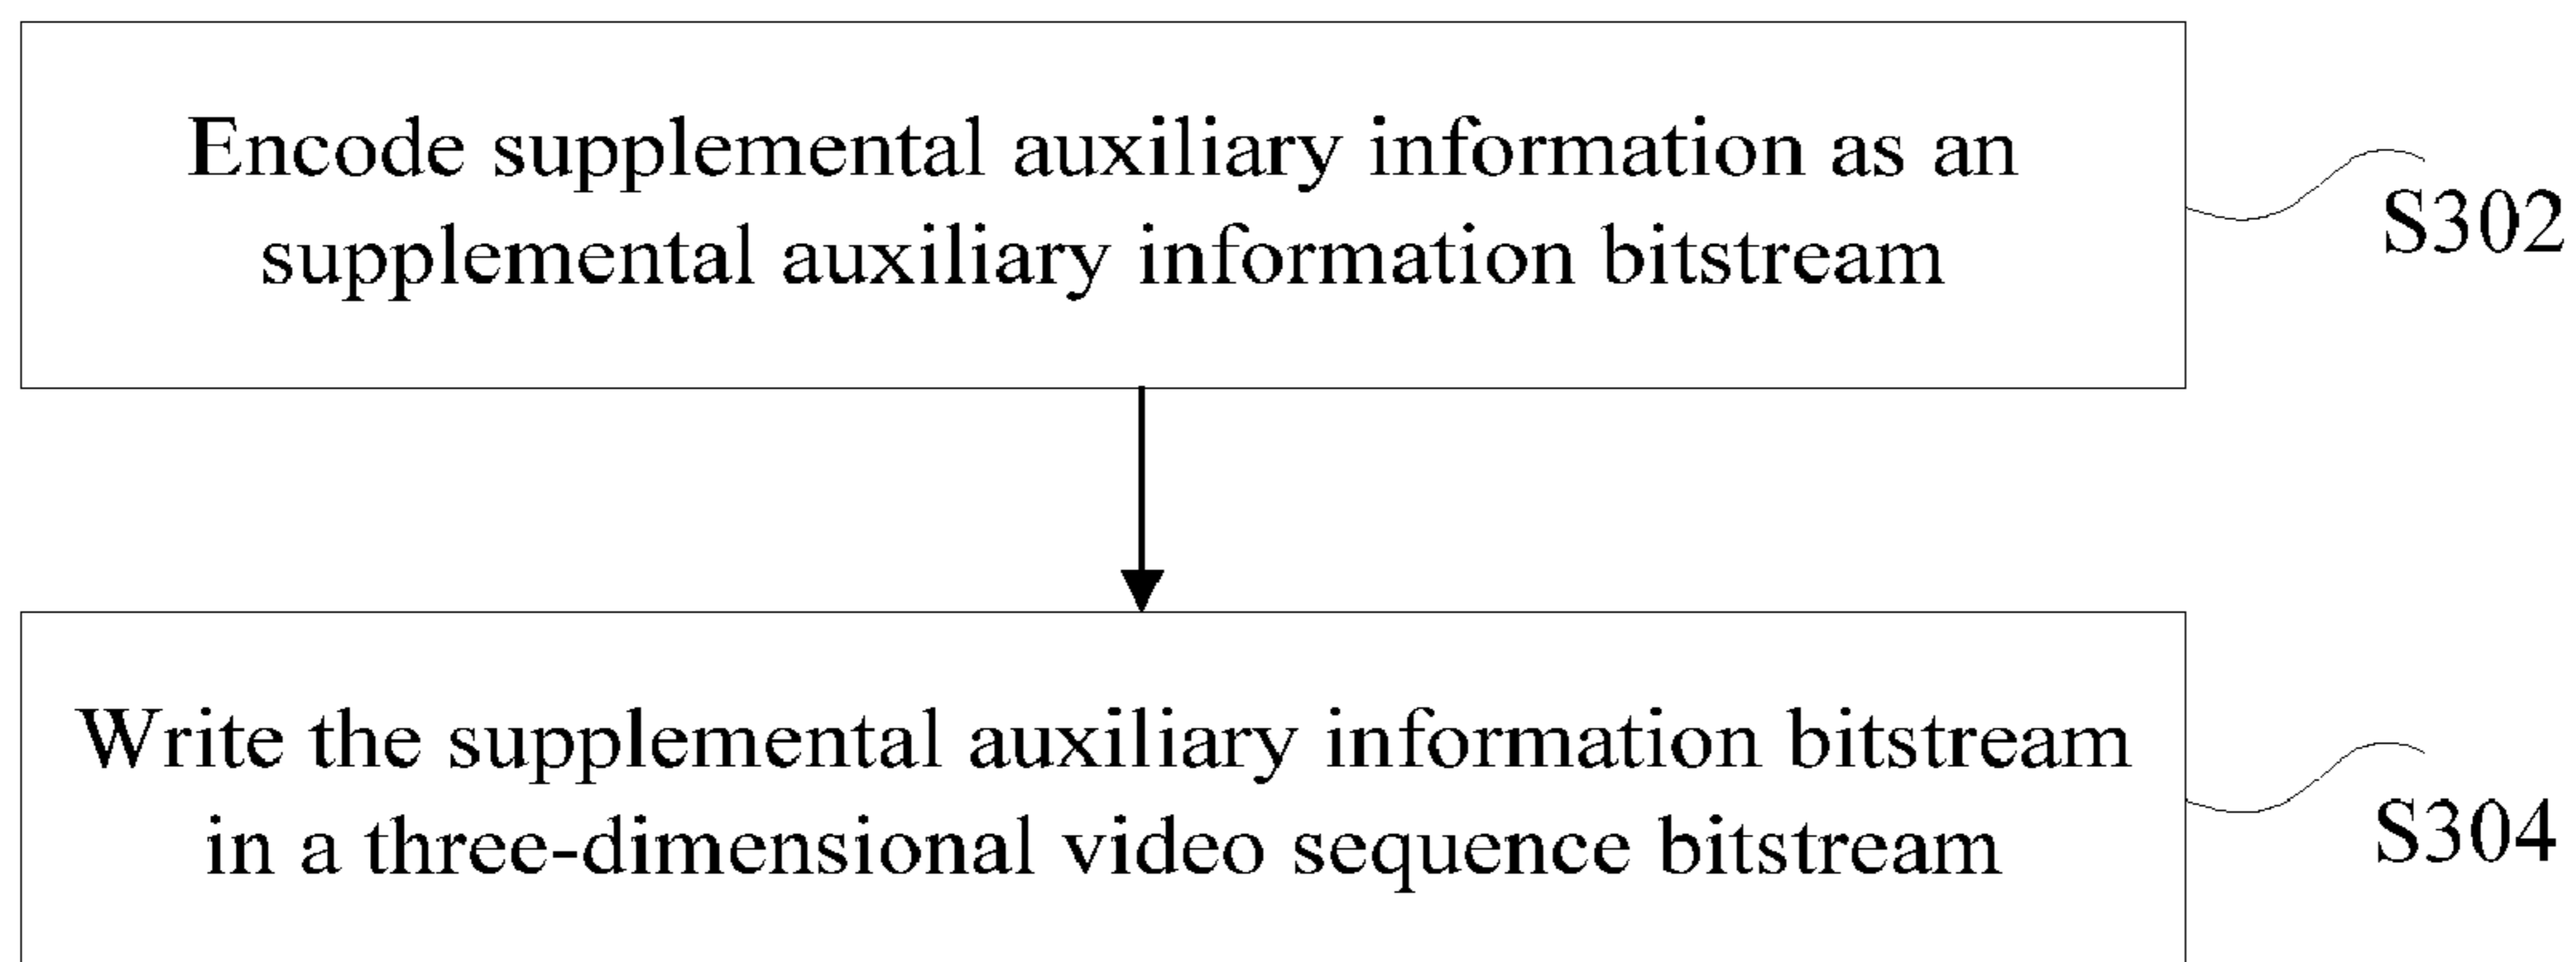 Encode supplemental auxiliary information as an
supplemental auxiliary information bitstream
S302
Write the supplemental auxiliary information bitstream
in a three-dimensional video sequence bitstream
S304